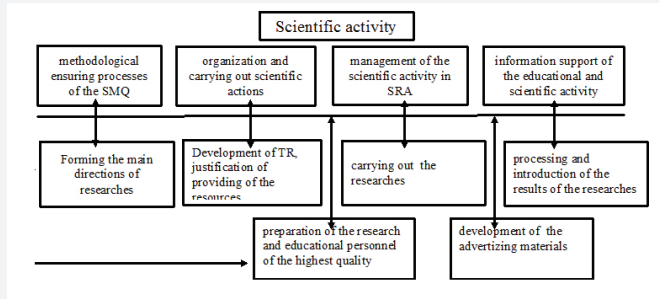 Scientific activity
methodological
ensuring processes
of the SMQ
organization and
carrying out scientific
actions
management of the
scientific activity in
SRA
information support of
the educational and
scientific activity
Forming the main
directions of
researches
Development of TR,
justification of
providing of the
resources
carrying out the
researches
processing and
introduction of the
results of the researches
preparation of the research
and educational personnel
of the highest quality
development of the
advertizing materials